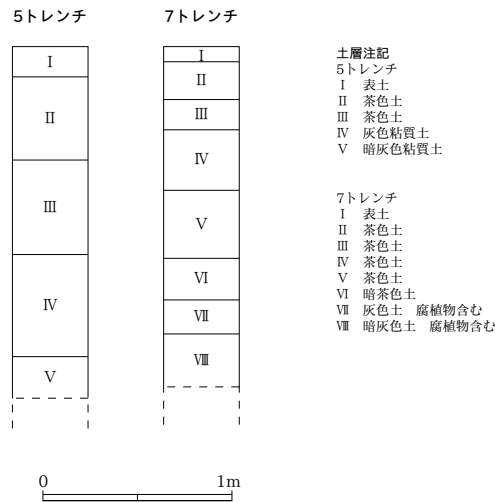 5トレンチ
7トレンチ
Ⅰ
Ⅱ
Ⅲ
Ⅳ
Ⅴ
Ⅰ
Ⅱ
Ⅲ
Ⅳ
Ⅴ
Ⅵ
Ⅶ
Ⅷ
土層注記
5トレンチ
Ⅰ 表土
Ⅱ 茶色土
Ⅲ 茶色土
Ⅳ 灰色粘質土
Ⅴ 暗灰色粘質土
7トレンチ
Ⅰ 表土
Ⅱ 茶色土
Ⅲ 茶色土
Ⅳ 茶色土
Ⅴ 茶色土
Ⅵ 暗茶色土
Ⅶ 灰色土 腐植物含む
Ⅷ 暗灰色土 腐植物含む
0 1m